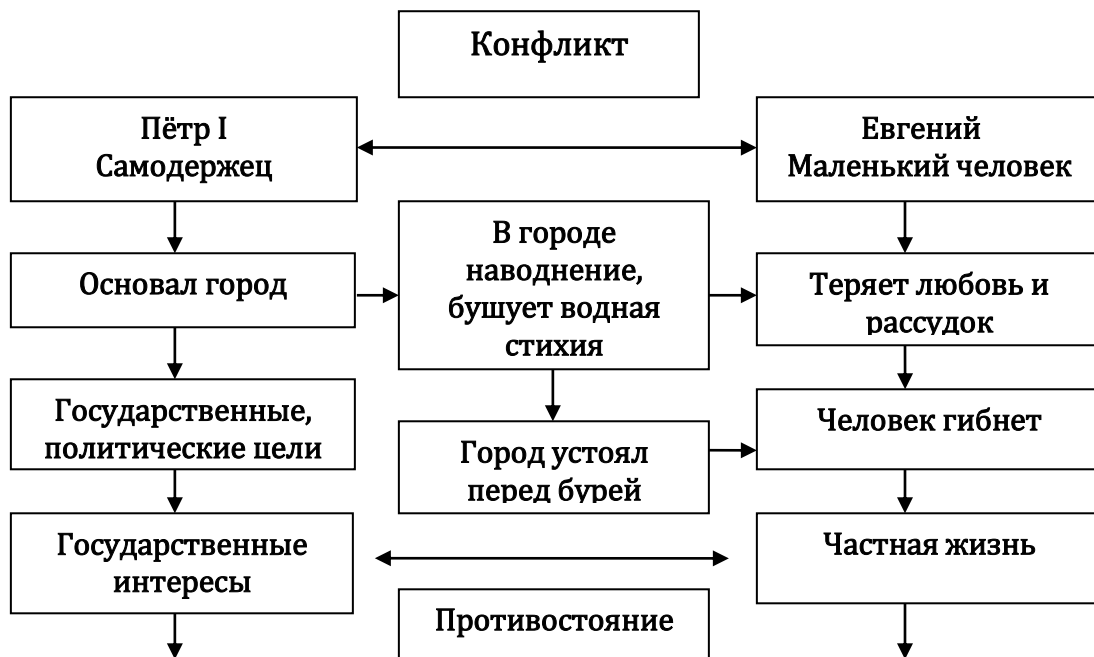 Конфликт
Пётр I
Самодержец
Евгений
Маленький человек
Основал город
В городе
наводнение,
бушует водная
стихия
Теряет любовь и
рассудок
Государственные,
политические цели
Город устоял
перед бурей
Человек гибнет
Государственные
интересы
Частная жизнь
Противостояние